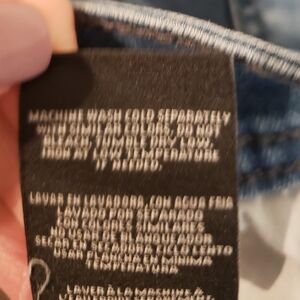 MACHINE WASH COLD SEPARATELY
WITH SIMILAR COLORS. DO NOT
BLEACH. TUMBLE DRY LOW.
IRON AT LOW TEMPERATURE
IF NEEDED.
LAVAR EN LAVADORA, CON AGUA FRIA
LAVADO POR SEPARADO
CON COLORES SIMILARES
NO USAR BLANQUEADOR
SECAR EN SECADORA CICLO LENTO
USAR PLANCHA EN MINIMA
TEMPERATURA
LAVER À LA MACHINE À